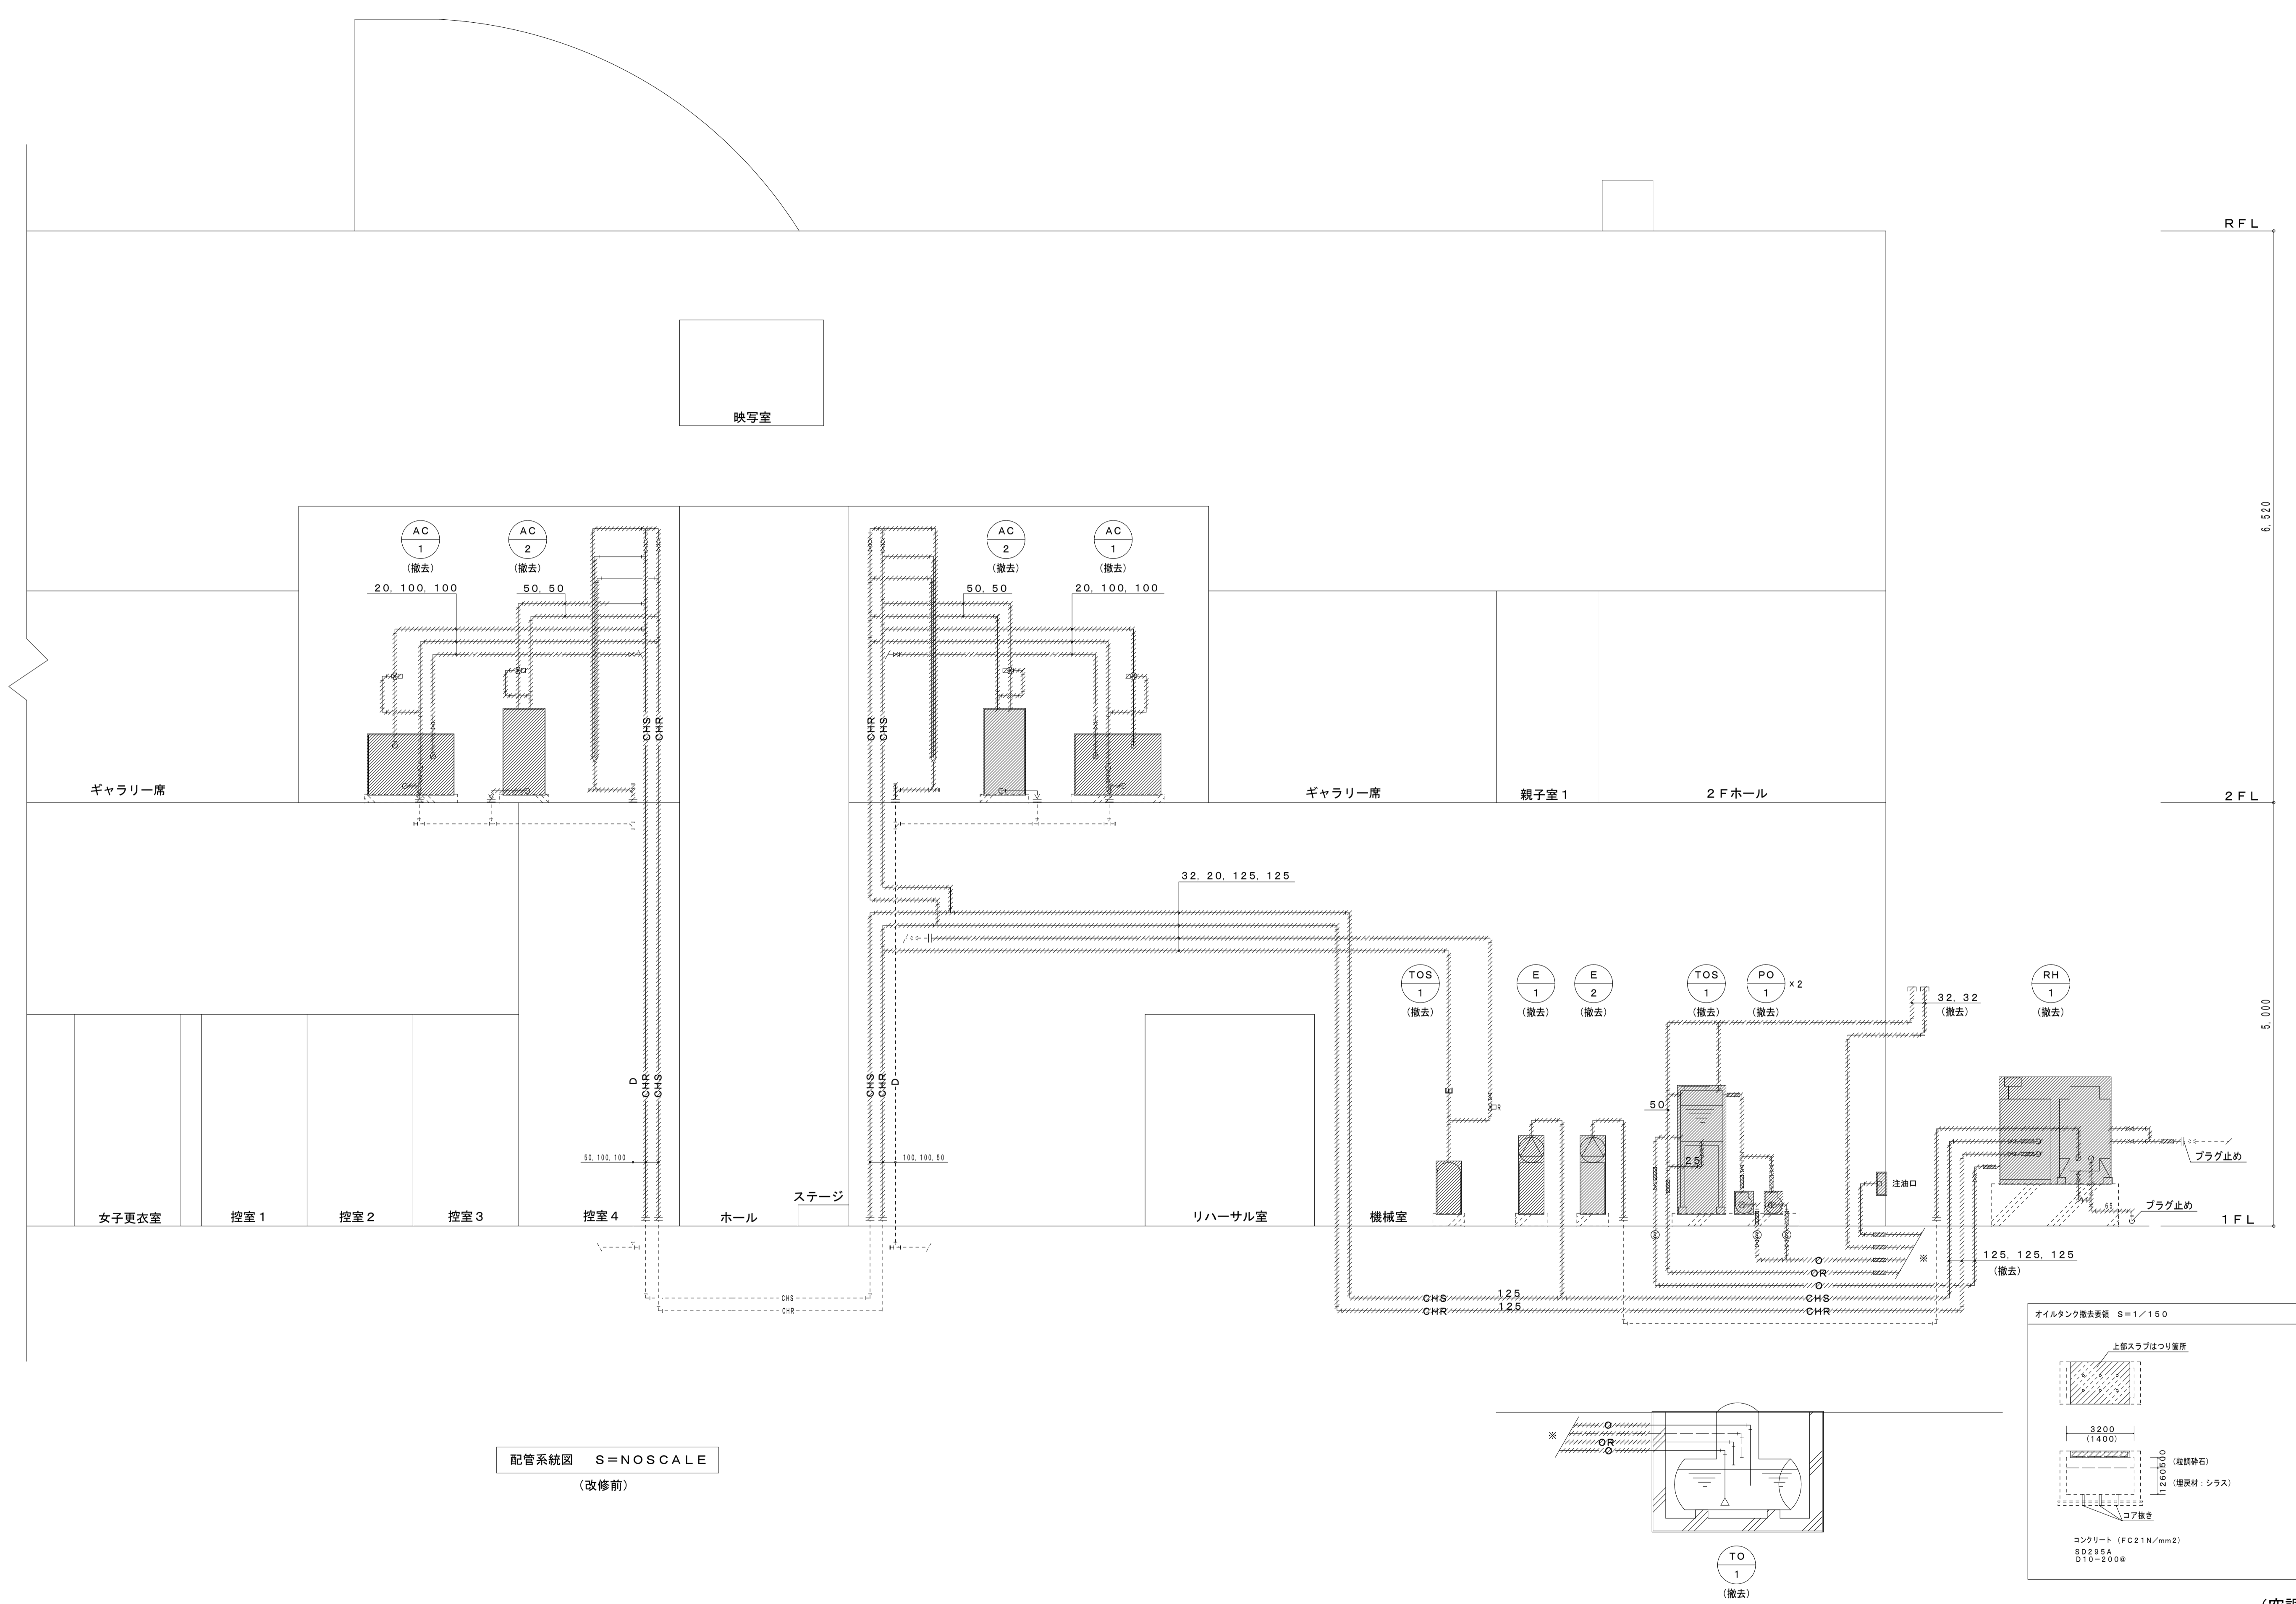 RFL
映写室
6,520
AC
1
(撤去)
AC
2
(撤去)
AC
2
(撤去)
AC
1
(撤去)
20, 100, 100
50, 50
50, 50
20, 100, 100
CHS
CHR
CHR
CHS
ギャラリー席
ギャラリー席
親子室1
2Fホール
2FL
32, 20, 125, 125
TOS
1
(撤去)
E
1
(撤去)
E
2
(撤去)
TOS
1
(撤去)
PO
1
×2
(撤去)
32, 32
(撤去)
RH
1
(撤去)
5,000
D
CHR
CHS
CHS
CHR
D
E
50
25
プラグ止め
50, 100, 100
100, 100, 50
注油口
65
プラグ止め
女子更衣室
控室1
控室2
控室3
控室4
ホール
ステージ
リハーサル室
機械室
1FL
O
※
125, 125, 125
(撤去)
OR
O
CHS
CHR
CHS
125
CHS
CHR
125
CHR
オイルタンク撤去要領 S=1/150
上部スラブはつり箇所
3200
(1400)
500
(粒調砕石)
1260
(埋戻材：シラス)
コア抜き
コンクリート (FC21N/mm2)
SD295A
D10-200@
※
O
OR
O
TO
1
(撤去)
配管系統図 S=NOSCALE
(改修前)